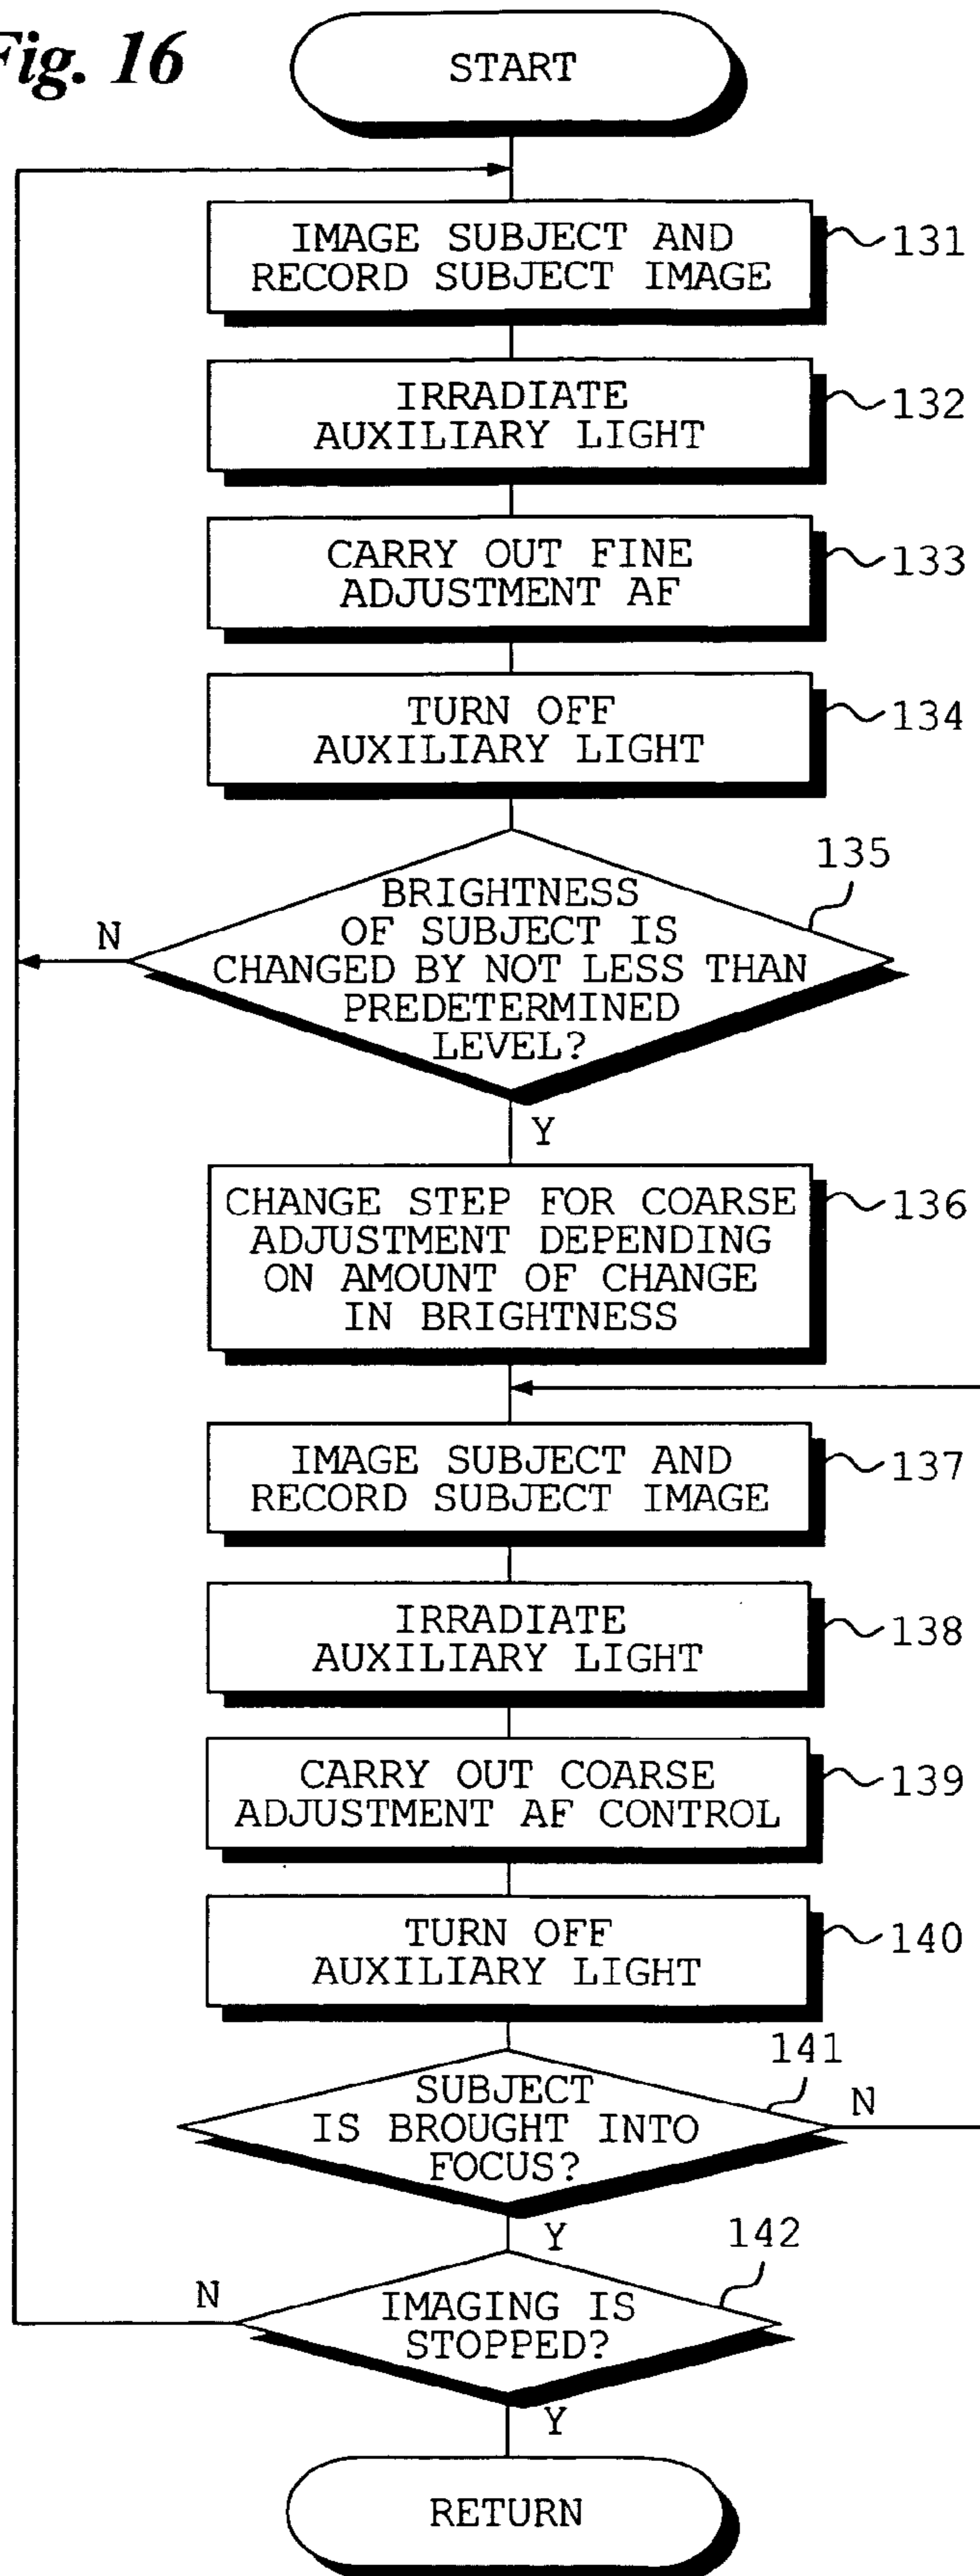 Fig. 16
START
IMAGE SUBJECT AND
RECORD SUBJECT IMAGE
131
IRRADIATE
AUXILIARY LIGHT
132
CARRY OUT FINE
ADJUSTMENT AF
133
TURN OFF
AUXILIARY LIGHT
134
135
BRIGHTNESS
OF SUBJECT IS
CHANGED BY NOT LESS THAN
PREDETERMINED
LEVEL?
N
Y
CHANGE STEP FOR COARSE
ADJUSTMENT DEPENDING
ON AMOUNT OF CHANGE
IN BRIGHTNESS
136
IMAGE SUBJECT AND
RECORD SUBJECT IMAGE
137
IRRADIATE
AUXILIARY LIGHT
138
CARRY OUT COARSE
ADJUSTMENT AF CONTROL
139
TURN OFF
AUXILIARY LIGHT
140
141
SUBJECT
IS BROUGHT INTO
FOCUS?
N
Y
142
IMAGING IS
STOPPED?
N
Y
RETURN